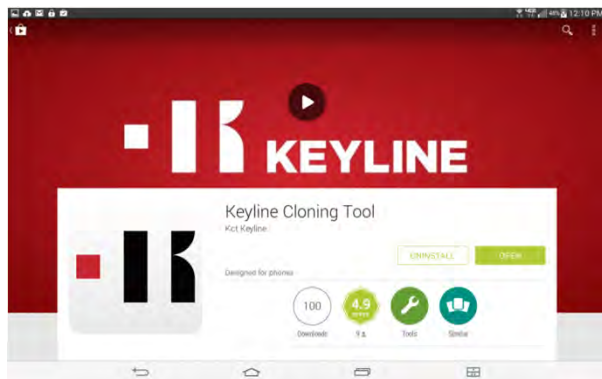 12:10 PM
KEYLINE
Keyline Cloning Tool
Kct Keyline
UNINSTALL
OPEN
Designed for phones
100
4.9
Downloads
Tools
Similar